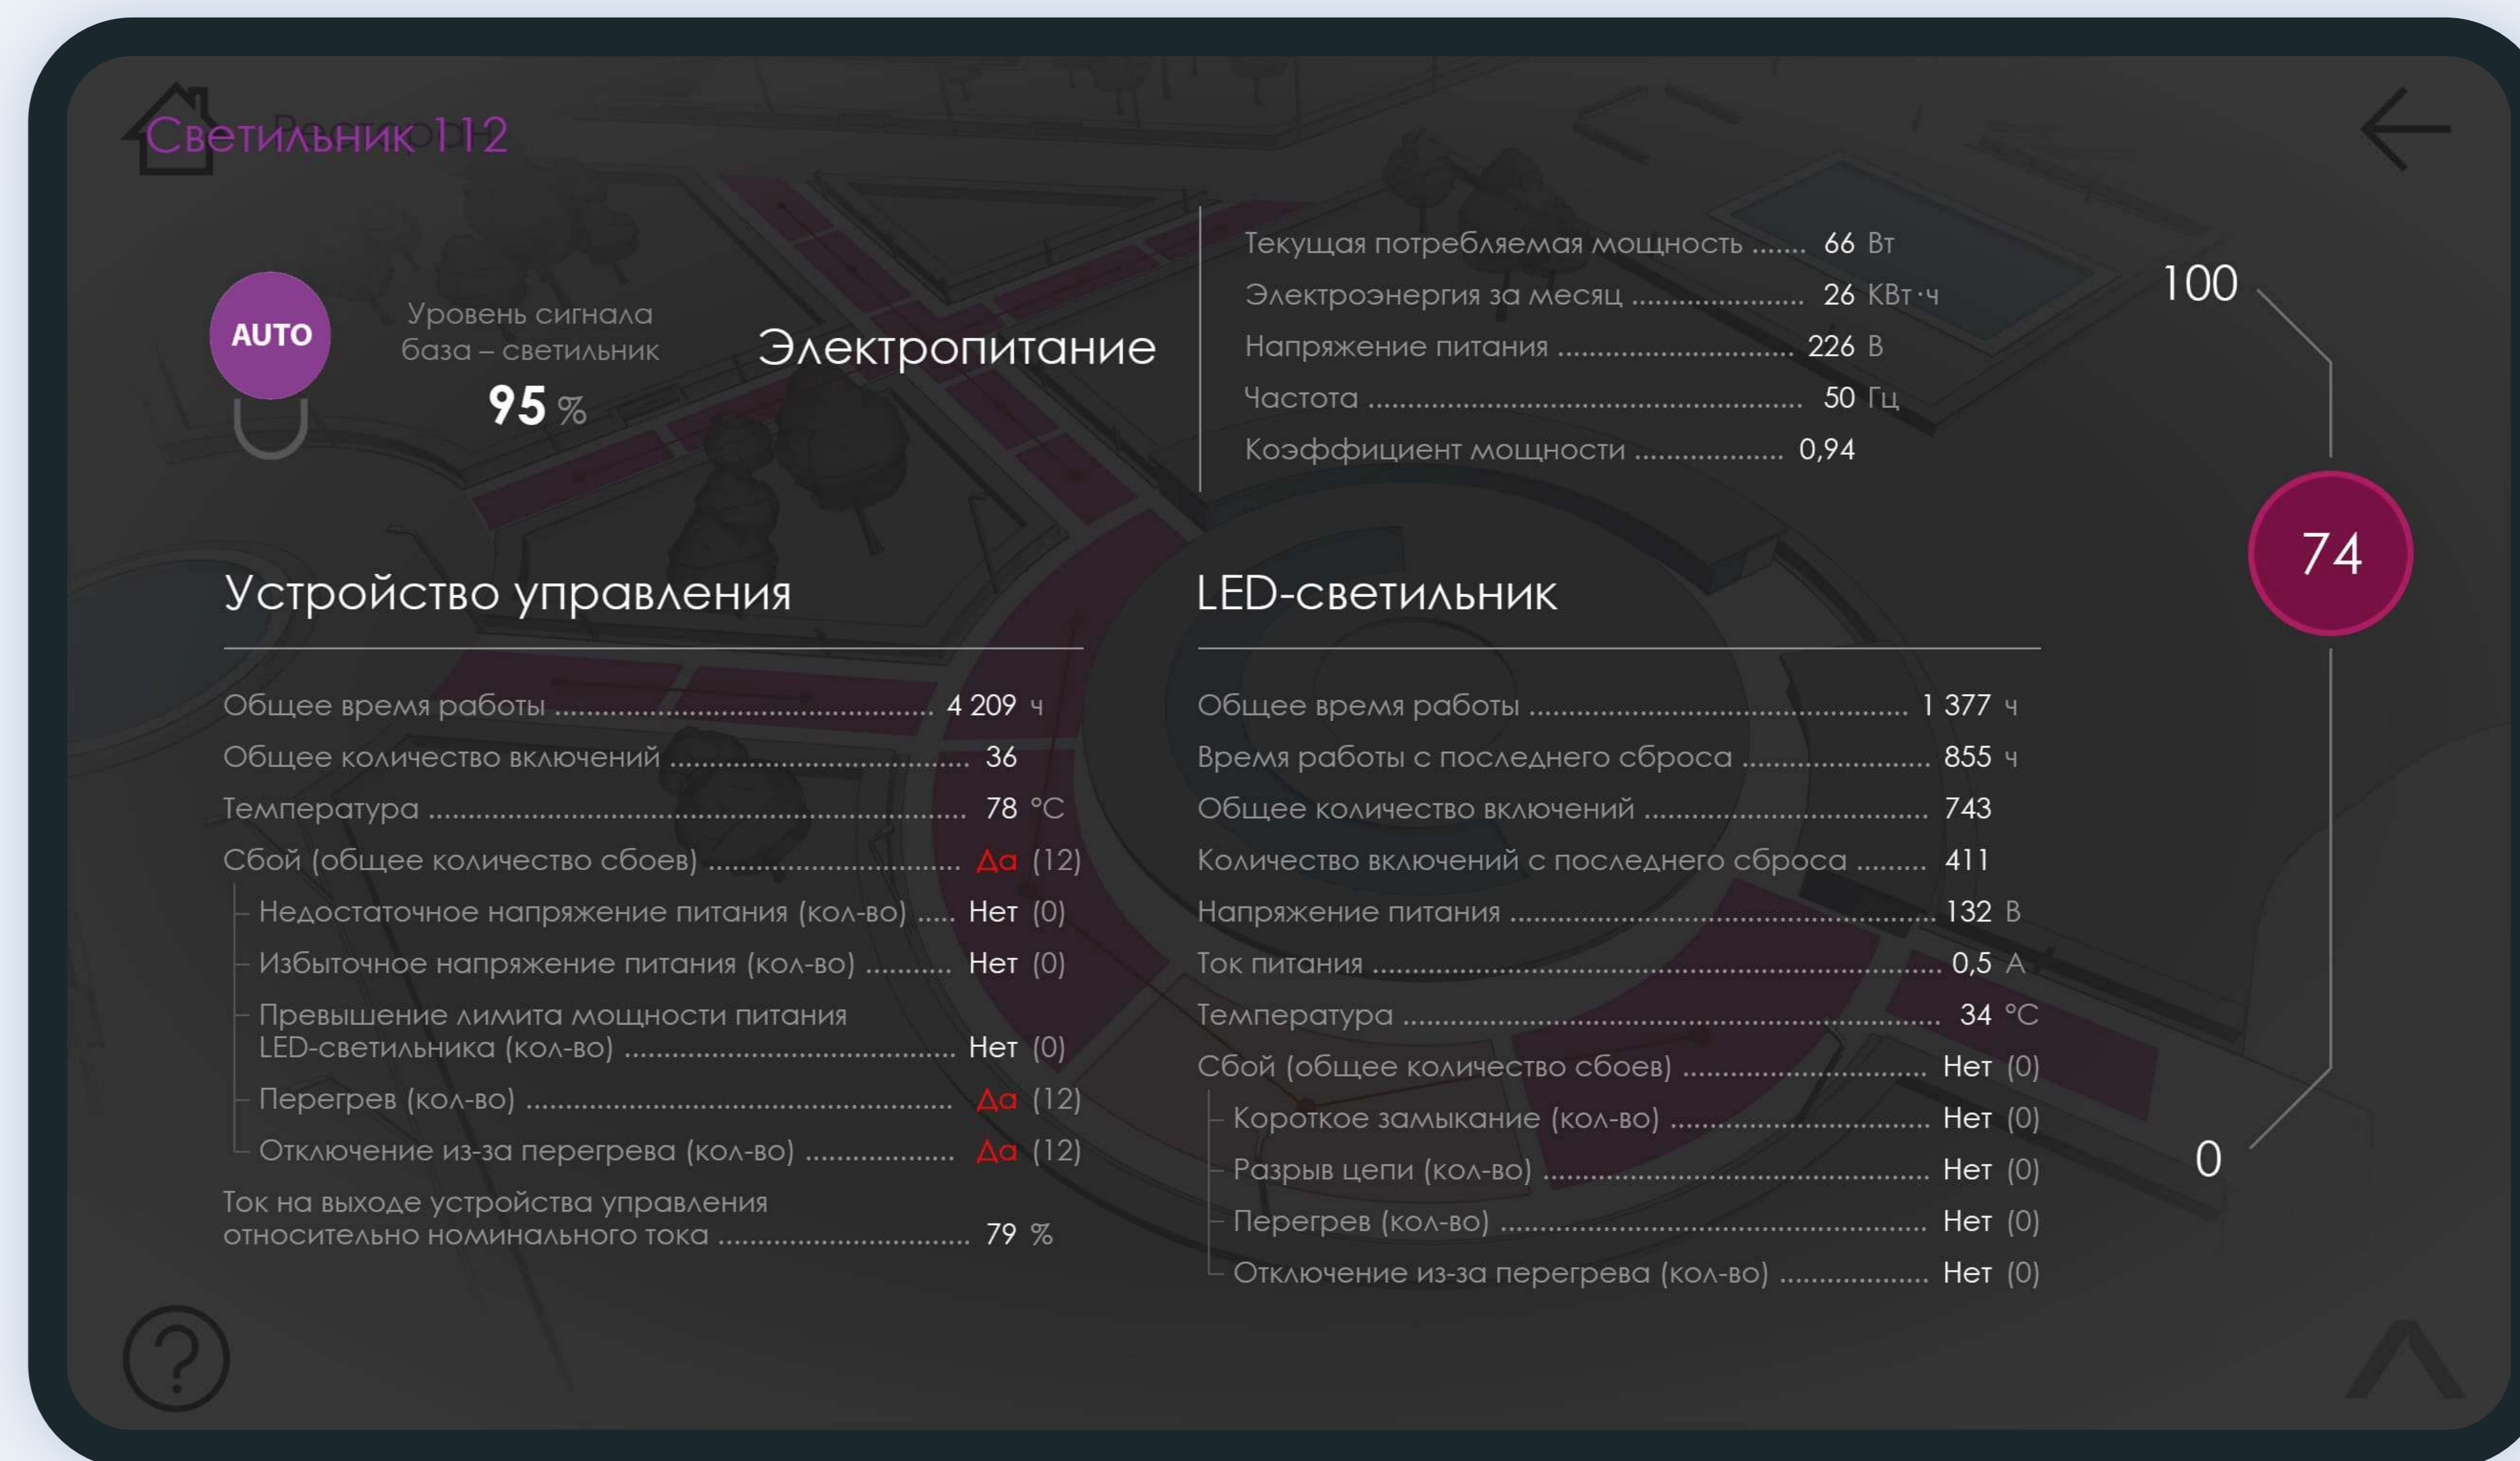 Ресторан
Светильник 112
AUTO
Уровень сигнала
база – светильник
95 %
Электропитание
Текущая потребляемая мощность ....... 66 Вт
Электроэнергия за месяц ...................... 26 КВт·ч
Напряжение питания .............................. 226 В
Частота ....................................................... 50 Гц
Коэффициент мощности ................... 0,94
100
74
0
Устройство управления
Общее время работы ................................................ 4 209 ч
Общее количество включений ...................................... 36
Температура .................................................................... 78 °C
Сбой (общее количество сбоев) ................................ Да (12)
Недостаточное напряжение питания (кол-во) ..... Нет (0)
Избыточное напряжение питания (кол-во) ........... Нет (0)
Превышение лимита мощности питания
LED-светильника (кол-во) .......................................... Нет (0)
Перегрев (кол-во) ...................................................... Да (12)
Отключение из-за перегрева (кол-во) ................... Да (12)
Ток на выходе устройства управления
относительно номинального тока ................................ 79 %
LED-светильник
Общее время работы ................................................ 1 377 ч
Время работы с последнего сброса ........................ 855 ч
Общее количество включений .................................... 743
Количество включений с последнего сброса ......... 411
Напряжение питания ...................................................... 132 В
Ток питания ........................................................................ 0,5 А
Температура .................................................................... 34 °C
Сбой (общее количество сбоев) ............................... Нет (0)
Короткое замыкание (кол-во) ................................. Нет (0)
Разрыв цепи (кол-во) ................................................. Нет (0)
Перегрев (кол-во) ...................................................... Нет (0)
Отключение из-за перегрева (кол-во) ................... Нет (0)
?